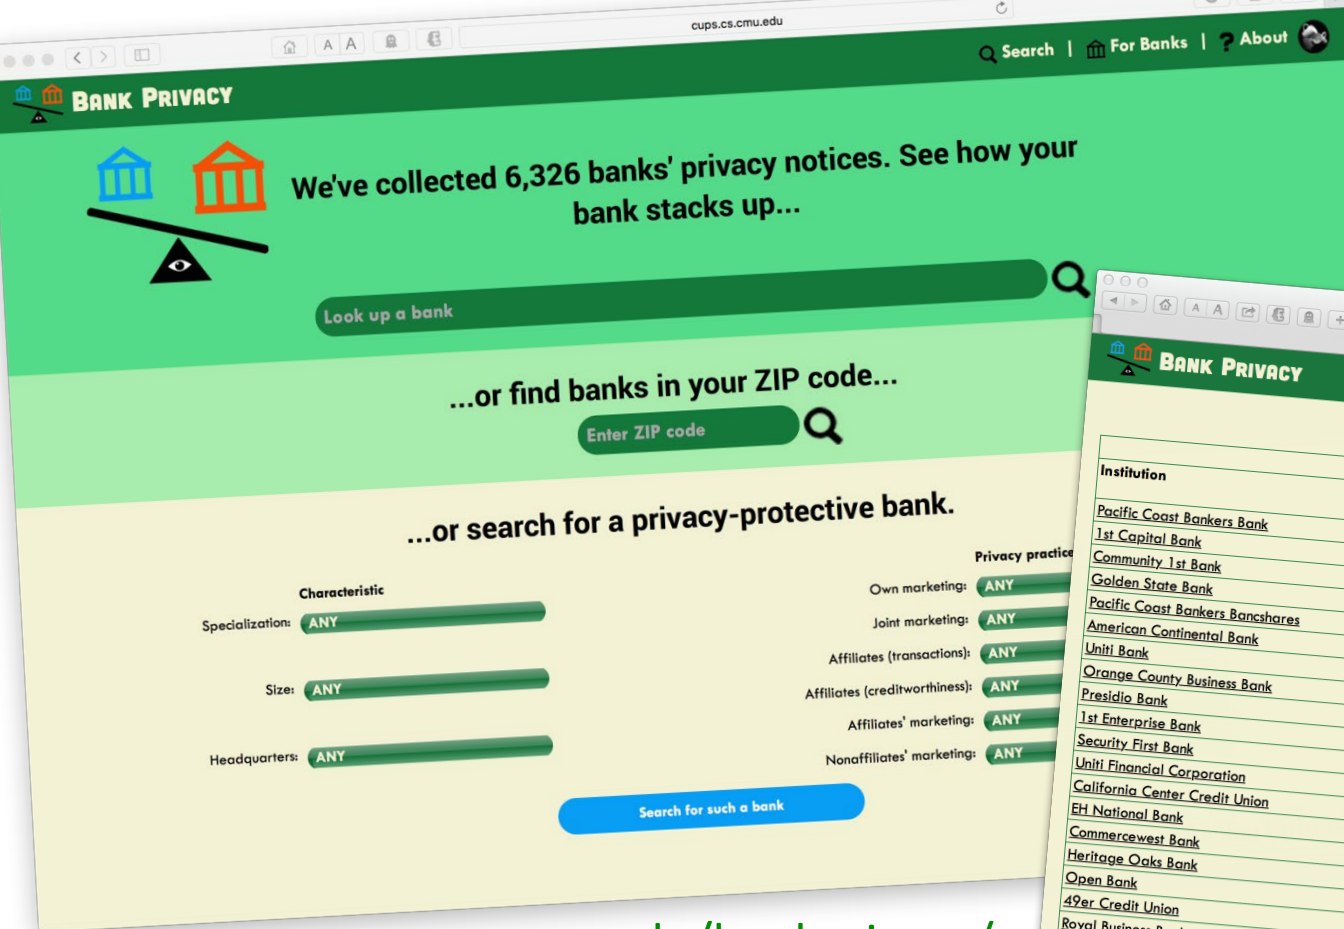 cups.cs.cmu.edu
Search | For Banks | ? About
BANK PRIVACY
We've collected 6,326 banks' privacy notices. See how your
bank stacks up...
Look up a bank
...or find banks in your ZIP code...
Enter ZIP code
...or search for a privacy-protective bank.
Characteristic
Specialization: ANY
Size: ANY
Headquarters: ANY
Privacy practice
Own marketing: ANY
Joint marketing: ANY
Affiliates (transactions): ANY
Affiliates (creditworthiness): ANY
Affiliates' marketing: ANY
Nonaffiliates' marketing: ANY
Search for such a bank
A A
BANK PRIVACY
Institution
Pacific Coast Bankers Bank
1st Capital Bank
Community 1st Bank
Golden State Bank
Pacific Coast Bankers Bancshares
American Continental Bank
Uniti Bank
Orange County Business Bank
Presidio Bank
1st Enterprise Bank
Security First Bank
Uniti Financial Corporation
California Center Credit Union
EH National Bank
Commercewest Bank
Heritage Oaks Bank
Open Bank
49er Credit Union
Royal Business